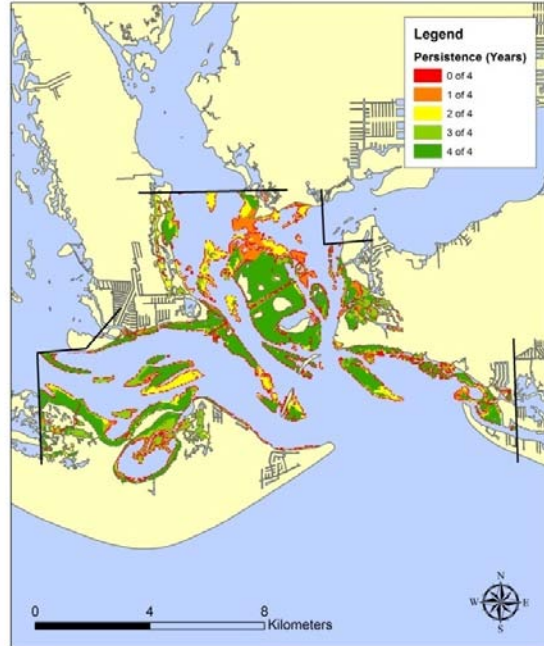 Legend
Persistence (Years)
0 of 4
1 of 4
2 of 4
3 of 4
4 of 4
N
W E
S
0 4 8
Kilometers